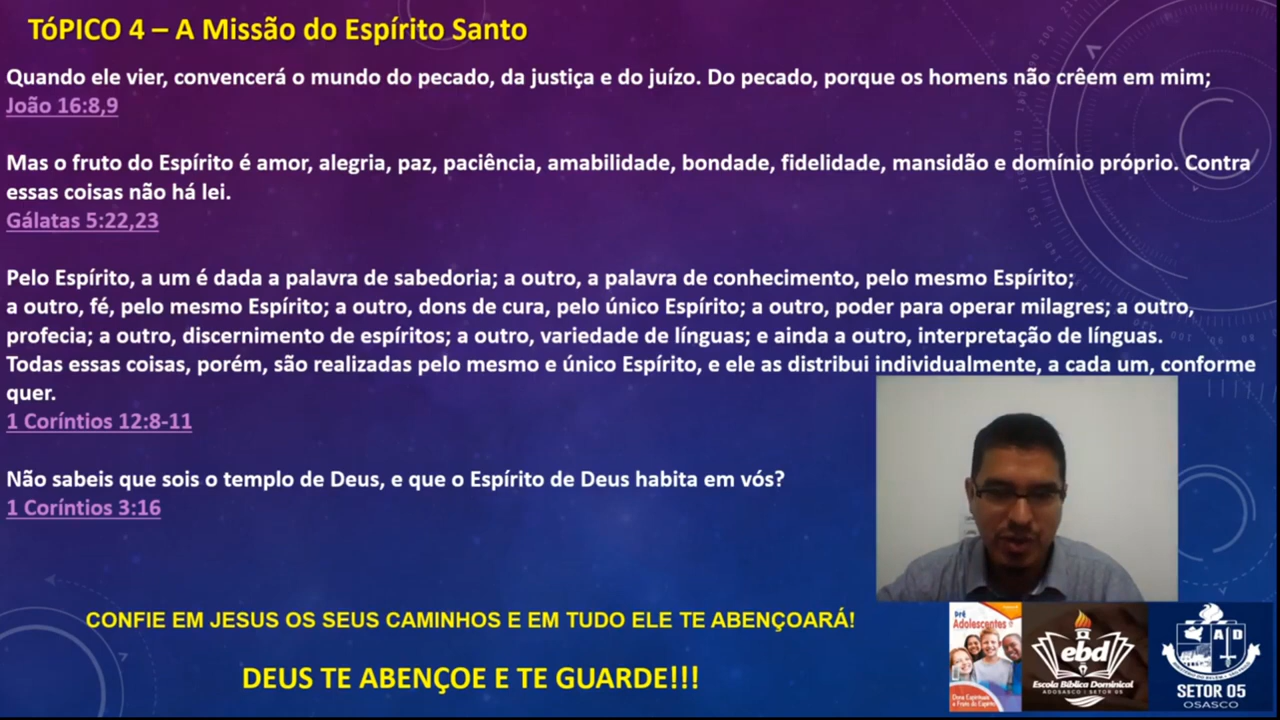 TóPICO 4 – A Missão do Espírito Santo
Quando ele vier, convencerá o mundo do pecado, da justiça e do juízo. Do pecado, porque os homens não crêem em mim;
João 16:8,9
Mas o fruto do Espírito é amor, alegria, paz, paciência, amabilidade, bondade, fidelidade, mansidão e domínio próprio. Contra
essas coisas não há lei.
Gálatas 5:22,23
Pelo Espírito, a um é dada a palavra de sabedoria; a outro, a palavra de conhecimento, pelo mesmo Espírito;
a outro, fé, pelo mesmo Espírito; a outro, dons de cura, pelo único Espírito; a outro, poder para operar milagres; a outro,
profecia; a outro, discernimento de espíritos; a outro, variedade de línguas; e ainda a outro, interpretação de línguas.
Todas essas coisas, porém, são realizadas pelo mesmo e único Espírito, e ele as distribui individualmente, a cada um, conforme
quer.
1 Coríntios 12:8-11
Não sabeis que sois o templo de Deus, e que o Espírito de Deus habita em vós?
1 Coríntios 3:16
CONFIE EM JESUS OS SEUS CAMINHOS E EM TUDO ELE TE ABENÇOARÁ!
DEUS TE ABENÇOE E TE GUARDE!!!
Pré
Adolescentes
ebd
Escola Bíblica Dominical
ADOSASCO | SETOR 05
A D
SETOR 05
OSASCO